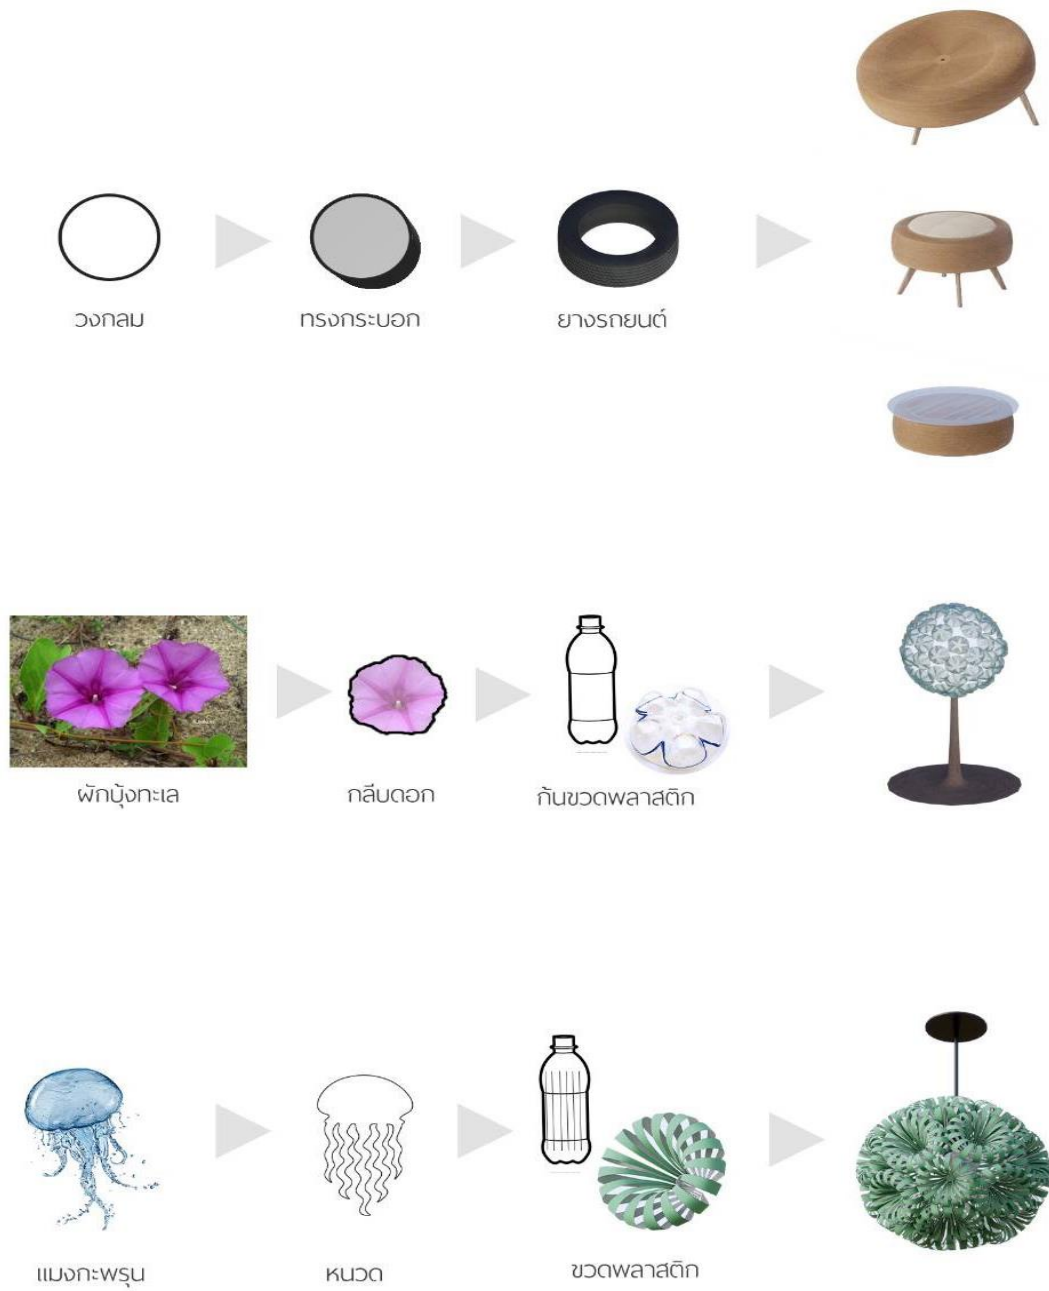 วงกลม
ทรงกระบอก
ยางรถยนต์
ผักบุ้งทะเล
กลีบดอก
ก้นขวดพลาสติก
แมงกะพรุน
หนวด
ขวดพลาสติก